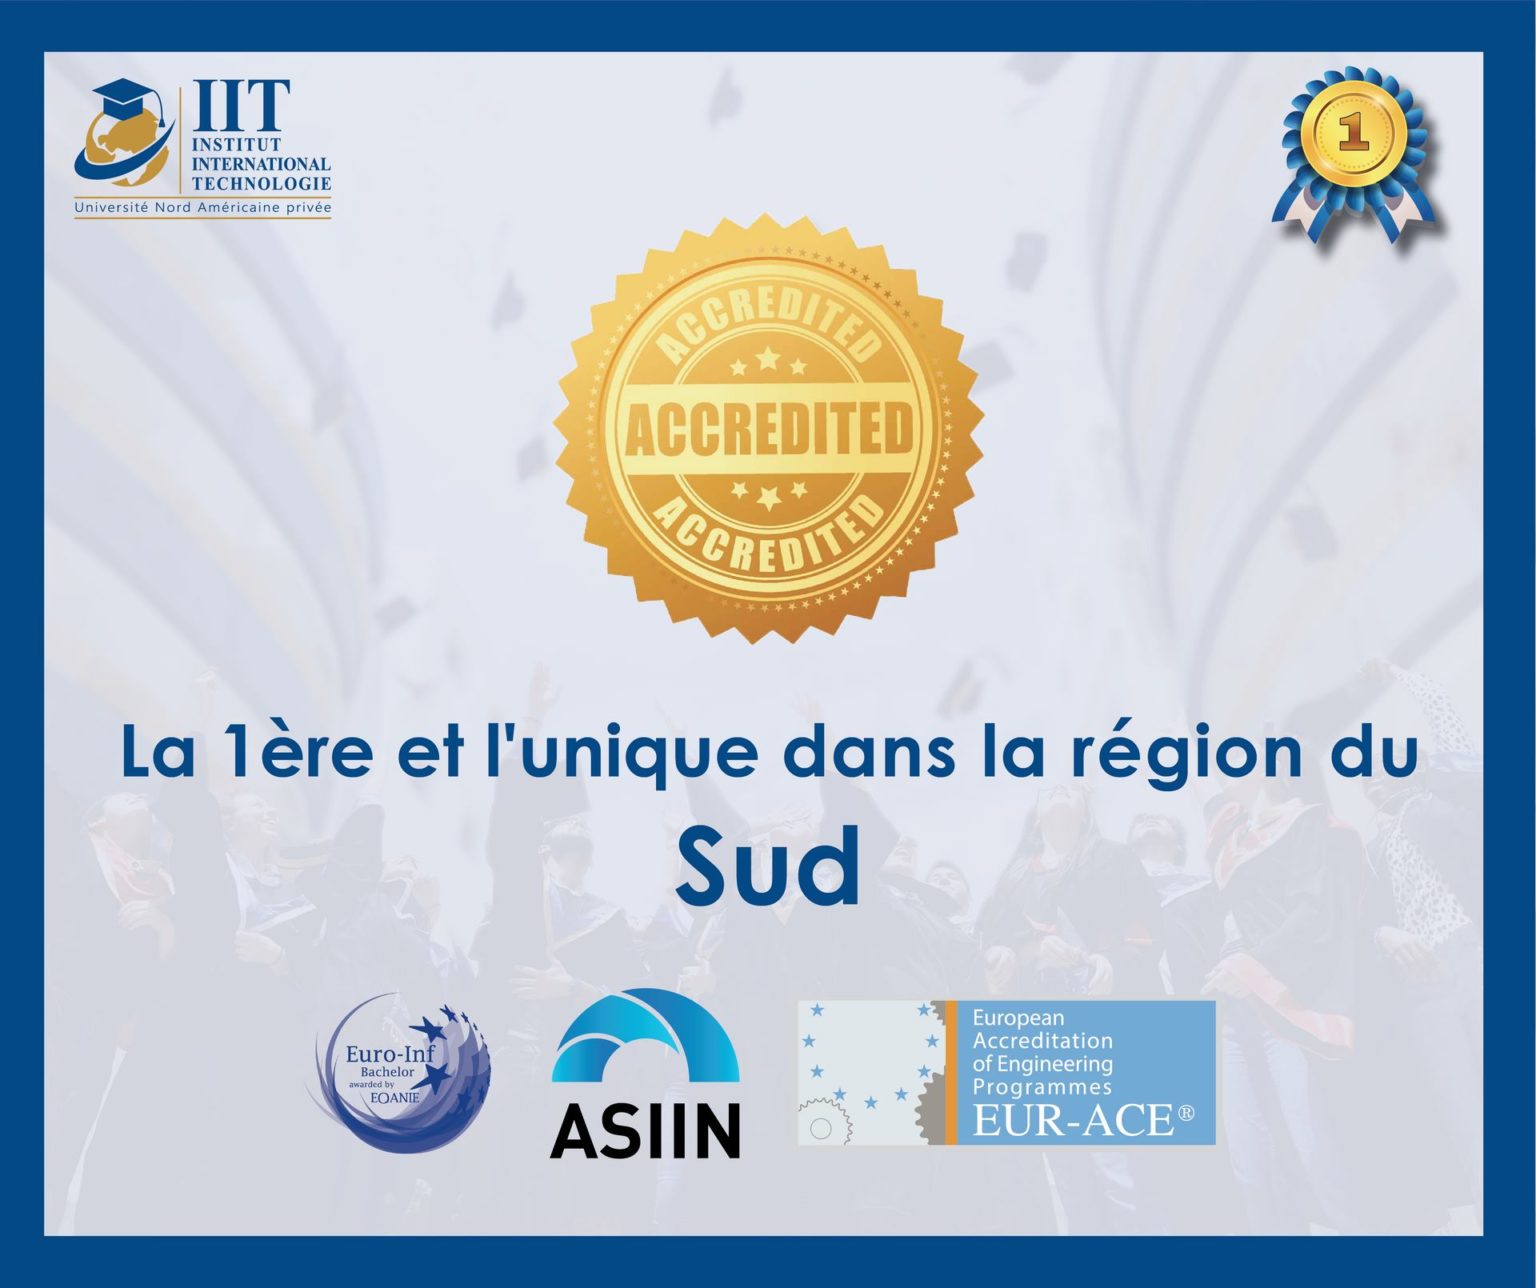 IIT
INSTITUT
INTERNATIONAL
TECHNOLOGIE
Université Nord Américaine privée
1
ACCREDITED
ACCREDITED
ACCREDITED
La 1ère et l'unique dans la région du
Sud
Euro-Inf
Bachelor
awarded by
EQANIE
ASIIN
European
Accreditation
of Engineering
Programmes
EUR-ACE®